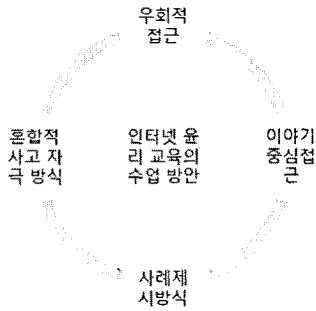 우회적
접근
혼합적
사고 자
극 방식
인터넷 윤
리 교육의
수업 방안
이야기
중심접
근
사례제
시방식